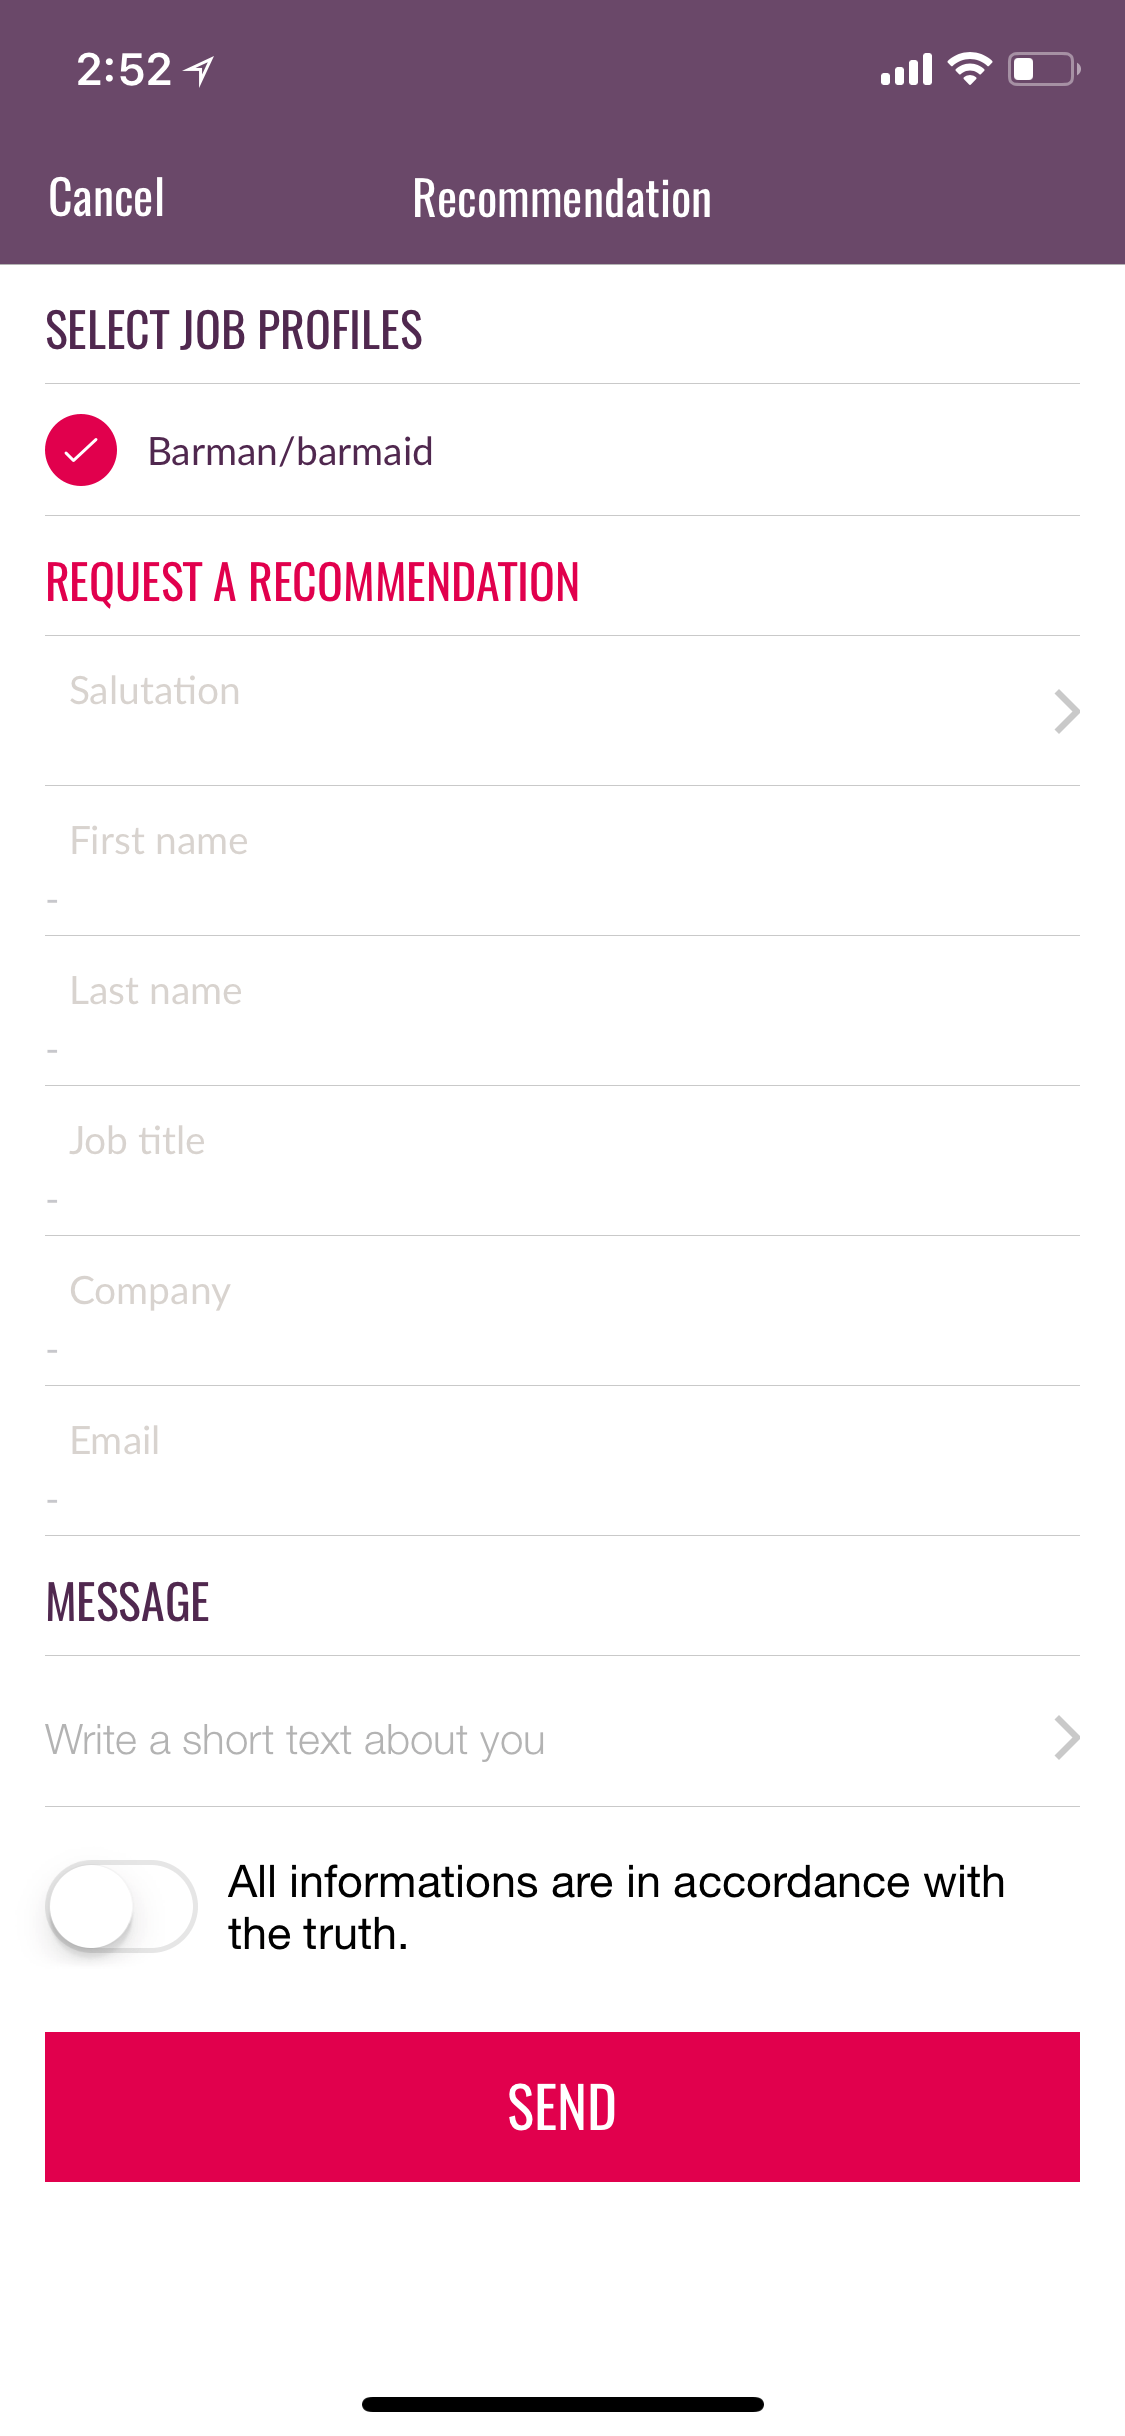 2:52
Cancel
Recommendation
SELECT JOB PROFILES
Barman/barmaid
REQUEST A RECOMMENDATION
Salutation
First name
-
Last name
-
Job title
-
Company
-
Email
-
MESSAGE
Write a short text about you
All informations are in accordance with
the truth.
SEND